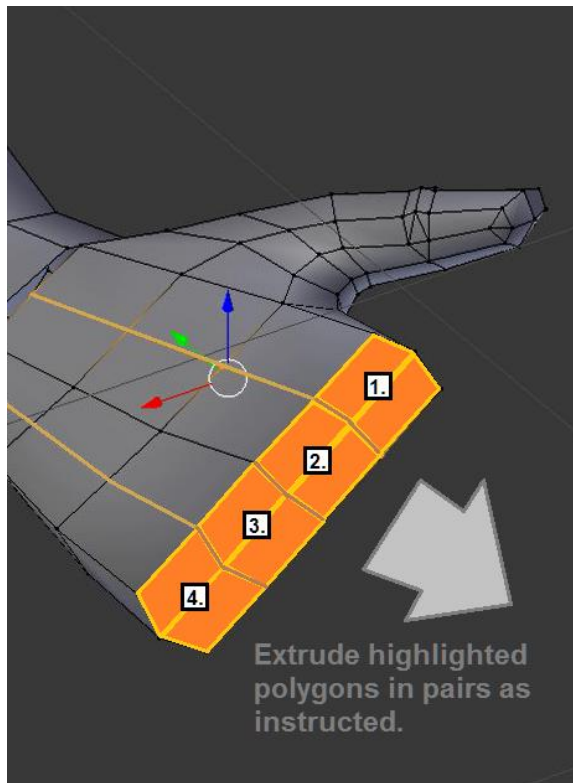 1.
2.
3.
4.
Extrude highlighted
polygons in pairs as
instructed.